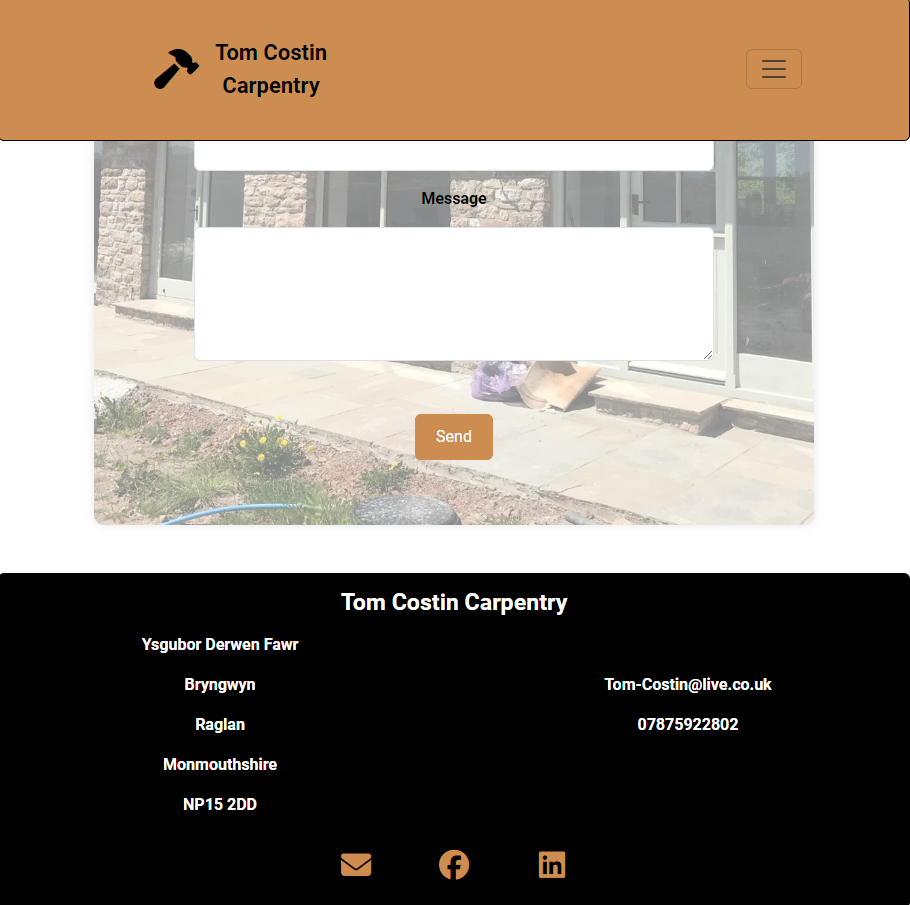 Tom Costin
Carpentry
Message
Send
Tom Costin Carpentry
Ysgubor Derwen Fawr
Bryngwyn
Raglan
Monmouthshire
NP15 2DD
Tom-Costin@live.co.uk
07875922802